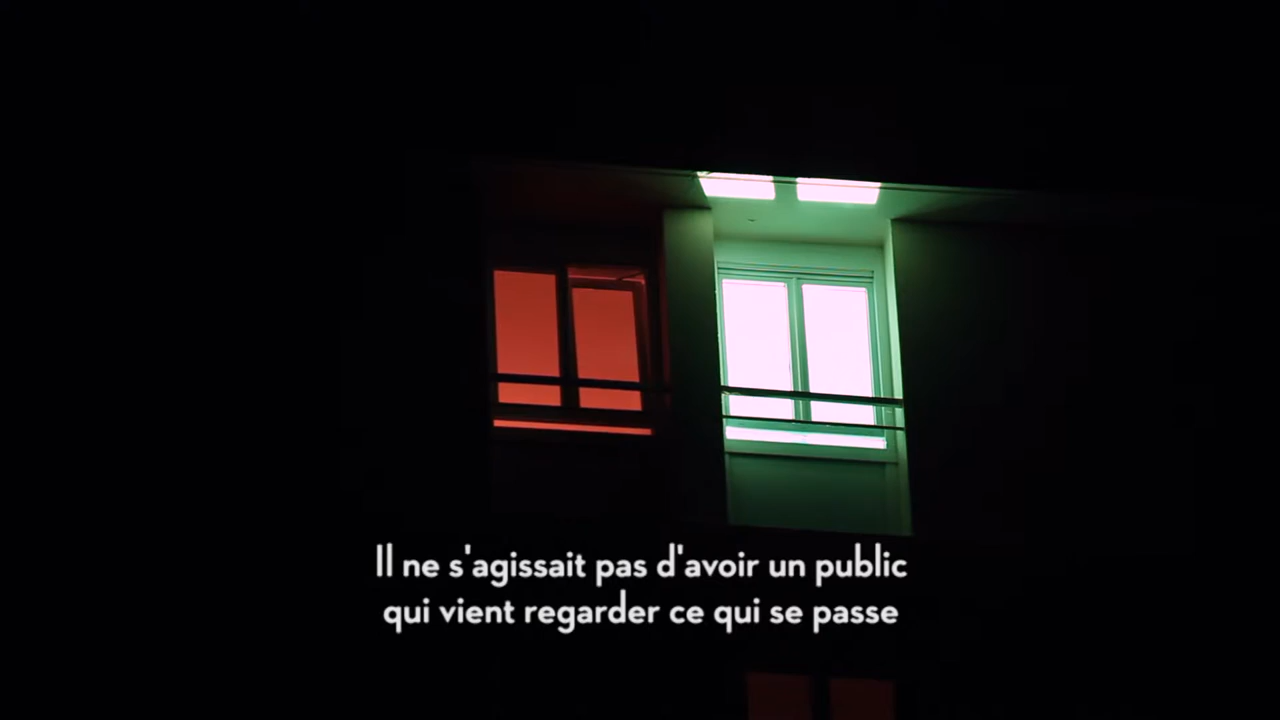 Il ne s'agissait pas d'avoir un public
qui vient regarder ce qui se passe